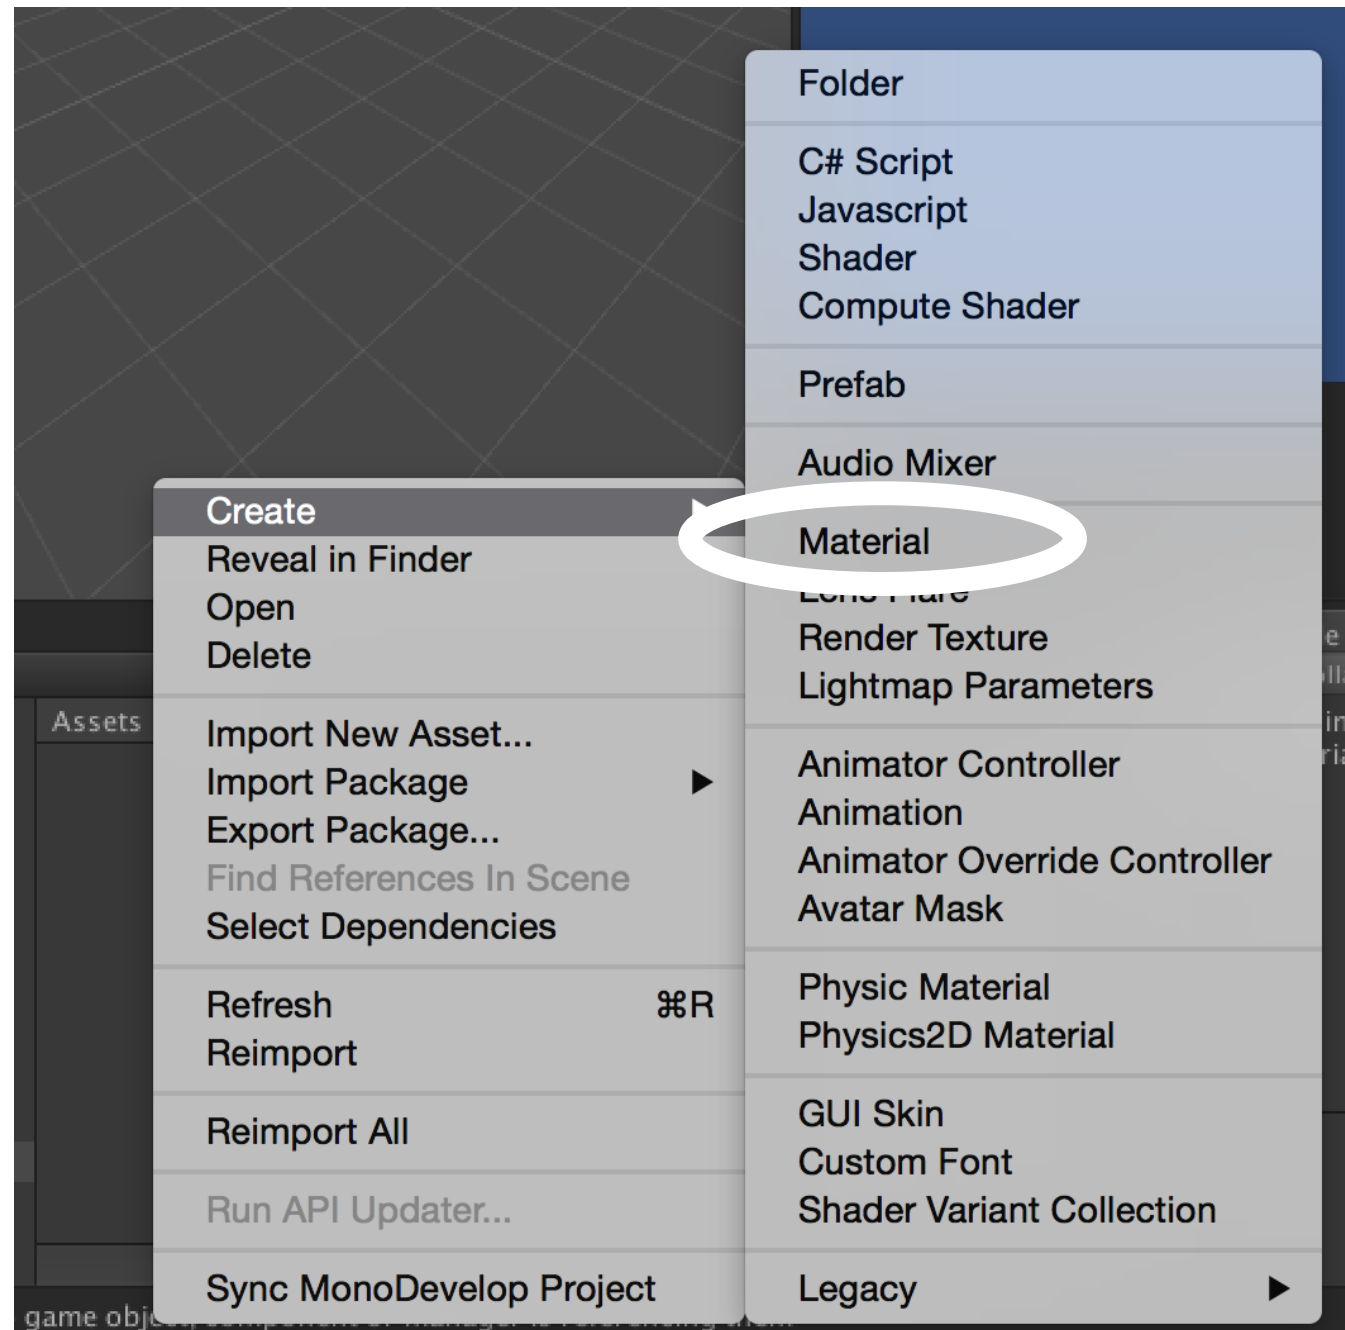 Folder
C# Script
Javascript
Shader
Compute Shader
Prefab
Audio Mixer
Material
Lens Flare
Render Texture
Lightmap Parameters
Animator Controller
Animation
Animator Override Controller
Avatar Mask
Physic Material
Physics2D Material
GUI Skin
Custom Font
Shader Variant Collection
Legacy
Create
Reveal in Finder
Open
Delete
Import New Asset...
Import Package
Export Package...
Find References In Scene
Select Dependencies
Refresh ⌘R
Reimport
Reimport All
Run API Updater...
Sync MonoDevelop Project
Assets
game